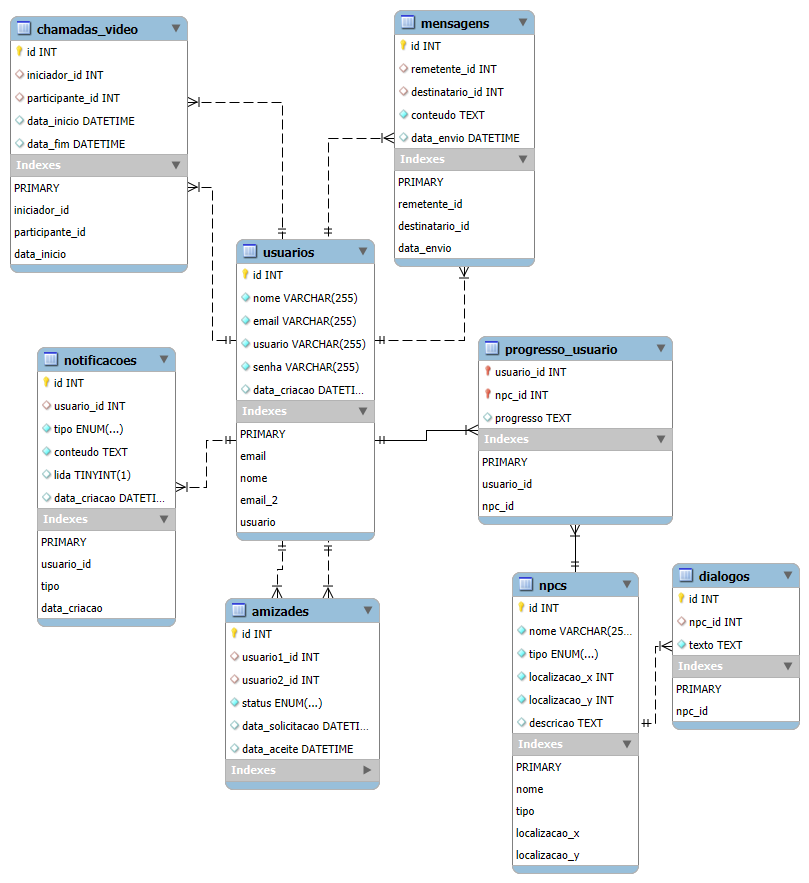 chamadas_video
id INT
iniciador_id INT
participante_id INT
data_inicio DATETIME
data_fim DATETIME
Indexes
PRIMARY
iniciador_id
participante_id
data_inicio
mensagens
id INT
remetente_id INT
destinatario_id INT
conteudo TEXT
data_envio DATETIME
Indexes
PRIMARY
remetente_id
destinatario_id
data_envio
usuarios
id INT
nome VARCHAR(255)
email VARCHAR(255)
usuario VARCHAR(255)
senha VARCHAR(255)
data_criacao DATETI...
Indexes
PRIMARY
email
nome
email_2
usuario
notificacoes
id INT
usuario_id INT
tipo ENUM(...)
conteudo TEXT
lida TINYINT(1)
data_criacao DATETI...
Indexes
PRIMARY
usuario_id
tipo
data_criacao
progresso_usuario
usuario_id INT
npc_id INT
progresso TEXT
Indexes
PRIMARY
usuario_id
npc_id
amizades
id INT
usuario1_id INT
usuario2_id INT
status ENUM(...)
data_solicitacao DATETI...
data_aceite DATETIME
Indexes
npcs
id INT
nome VARCHAR(25...
tipo ENUM(...)
localizacao_x INT
localizacao_y INT
descricao TEXT
Indexes
PRIMARY
nome
tipo
localizacao_x
localizacao_y
dialogos
id INT
npc_id INT
texto TEXT
Indexes
PRIMARY
npc_id